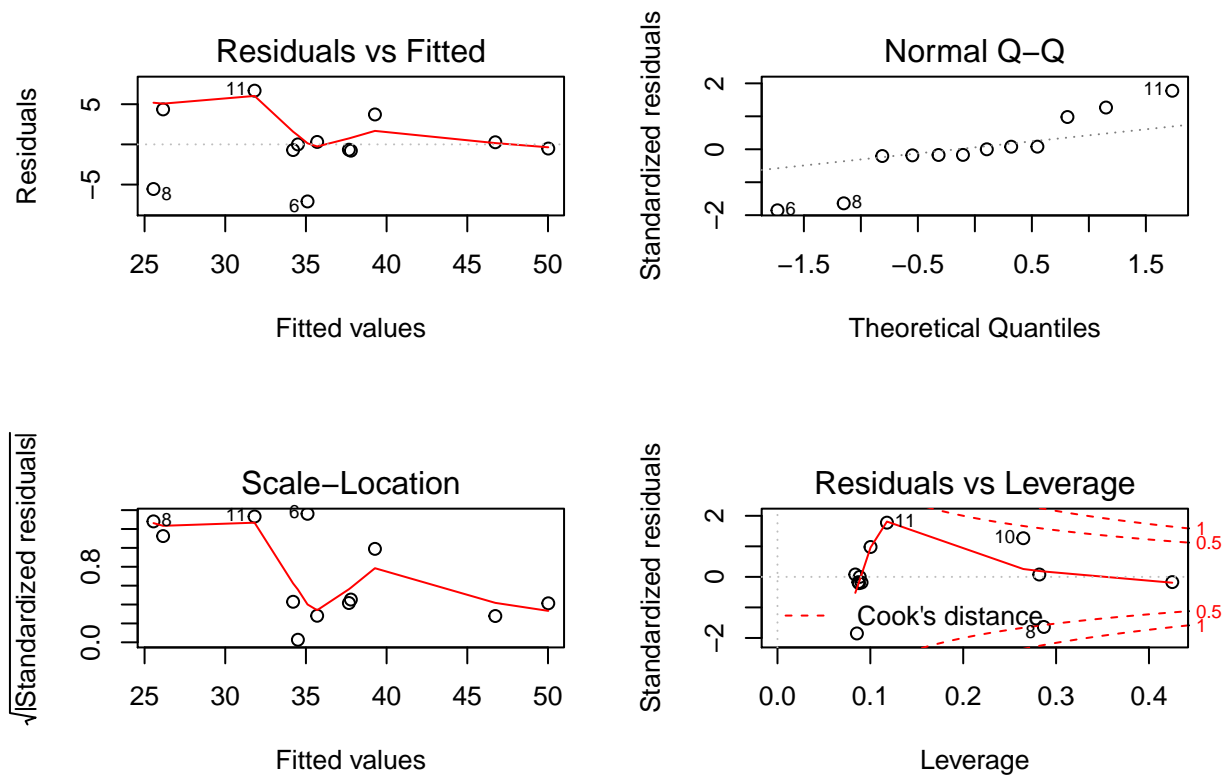 Residuals vs Fitted
Residuals
5
−5
11
8
6
25 30 35 40 45 50
Fitted values
Normal Q−Q
Standardized residuals
2
0
−2
11
6
8
−1.5 −0.5 0.5 1.5
Theoretical Quantiles
Scale−Location
√|Standardized residuals|
0.8
0.0
8
11
6
25 30 35 40 45 50
Fitted values
Residuals vs Leverage
Standardized residuals
2
0
−2
11
10
8
1
0.5
0.5
1
Cook's distance
0.0 0.1 0.2 0.3 0.4
Leverage